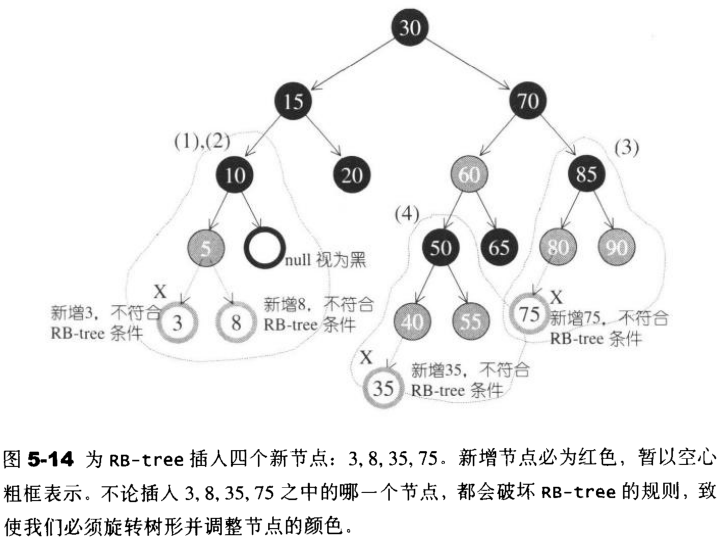 30
15
70
(1),(2)
(3)
10
20
60
85
(4)
5
null 视为黑
50
65
80
90
X
新增3，不符合
RB-tree 条件
3
8
新增8，不符合
RB-tree 条件
40
55
X
75
新增75，不符合
RB-tree 条件
X
35
新增35，不符合
RB-tree 条件
图 5-14 为 RB-tree 插入四个新节点：3,8,35,75。新增节点必为红色，暂以空心
粗框表示。不论插入 3,8,35,75 之中的哪一个节点，都会破坏 RB-tree 的规则，致
使我们必须旋转树形并调整节点的颜色。